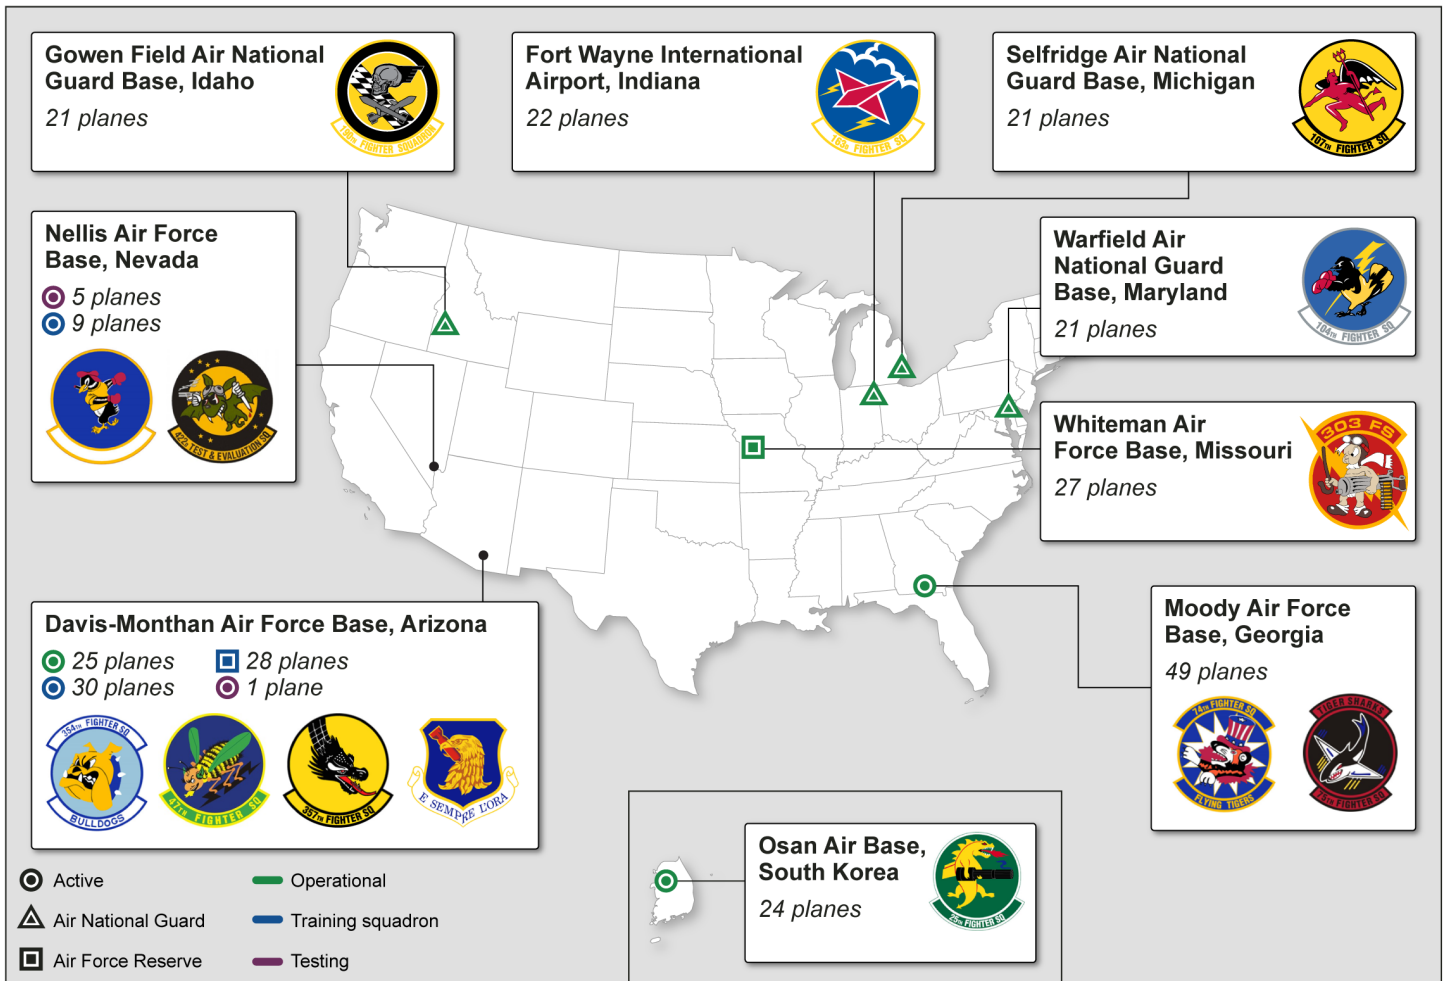 Gowen Field Air National
Guard Base, Idaho
21 planes
190TH FIGHTER SQUADRON
Fort Wayne International
Airport, Indiana
22 planes
163D FIGHTER SQ
Selfridge Air National
Guard Base, Michigan
21 planes
107TH FIGHTER SQ
Nellis Air Force
Base, Nevada
5 planes
9 planes
422D TEST & EVALUATION SQ
Warfield Air
National Guard
Base, Maryland
21 planes
104TH FIGHTER SQ
Whiteman Air
Force Base, Missouri
27 planes
303 FS
Davis-Monthan Air Force Base, Arizona
25 planes
28 planes
30 planes
1 plane
354TH FIGHTER SQ
BULLDOGS
47TH FIGHTER SQ
357TH FIGHTER SQ
E SEMPRE L'ORA
Moody Air Force
Base, Georgia
49 planes
74TH FIGHTER SQ
FLYING TIGERS
TIGER SHARKS
75TH FIGHTER SQ
Osan Air Base,
South Korea
24 planes
25TH FIGHTER SQ
Active
Operational
Air National Guard
Training squadron
Air Force Reserve
Testing